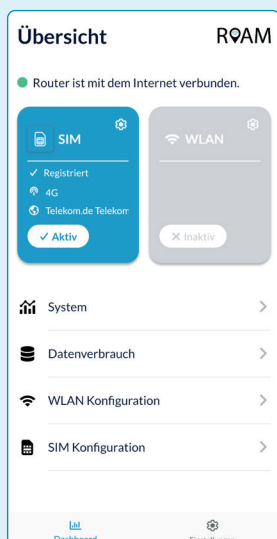 Übersicht
ROAM
Router ist mit dem Internet verbunden.
SIM
Registriert
4G
Telekom.de Telekom
Aktiv
WLAN
Inaktiv
System
Datenverbrauch
WLAN Konfiguration
SIM Konfiguration
Dashboard